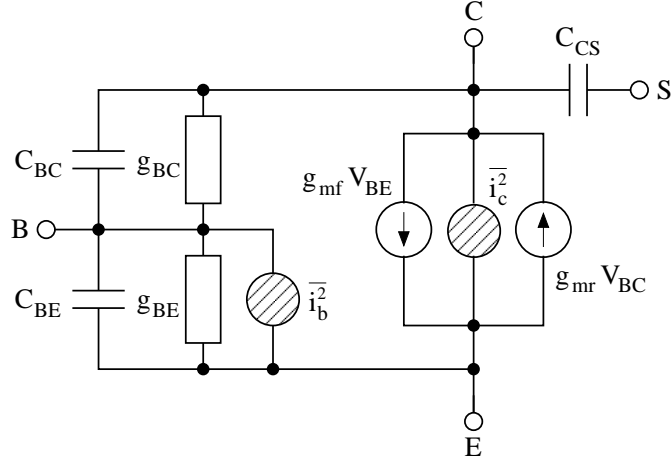 C
C_CS
S
C_BC
g_BC
g_mf V_BE
i_c^2
B
g_mr V_BC
C_BE
g_BE
i_b^2
E